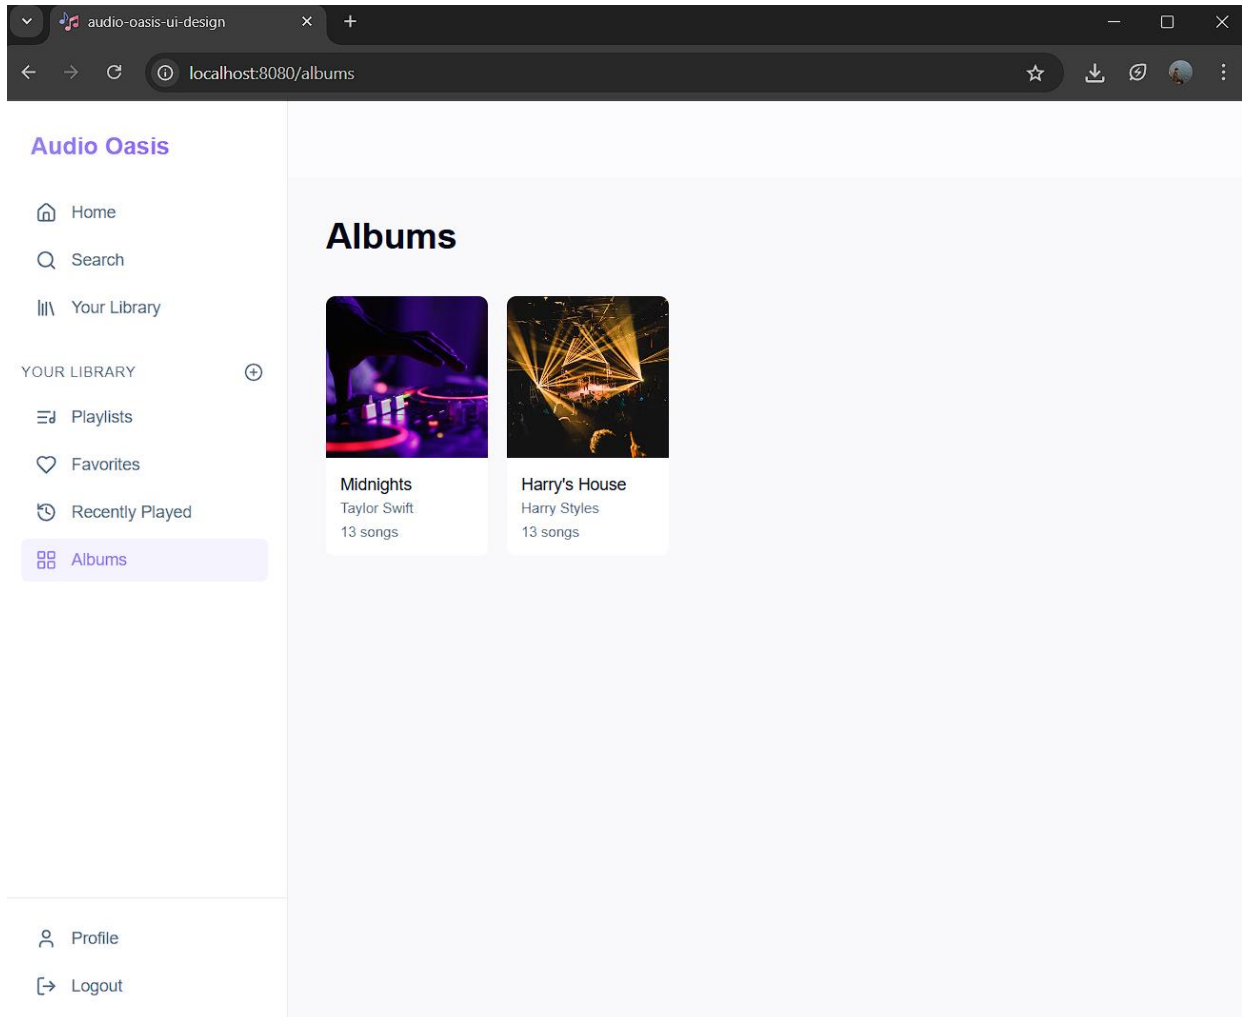 audio-oasis-ui-design
localhost:8080/albums
Audio Oasis
Home
Search
Your Library
YOUR LIBRARY
Playlists
Favorites
Recently Played
Albums
Profile
Logout
Albums
Midnights
Taylor Swift
13 songs
Harry's House
Harry Styles
13 songs